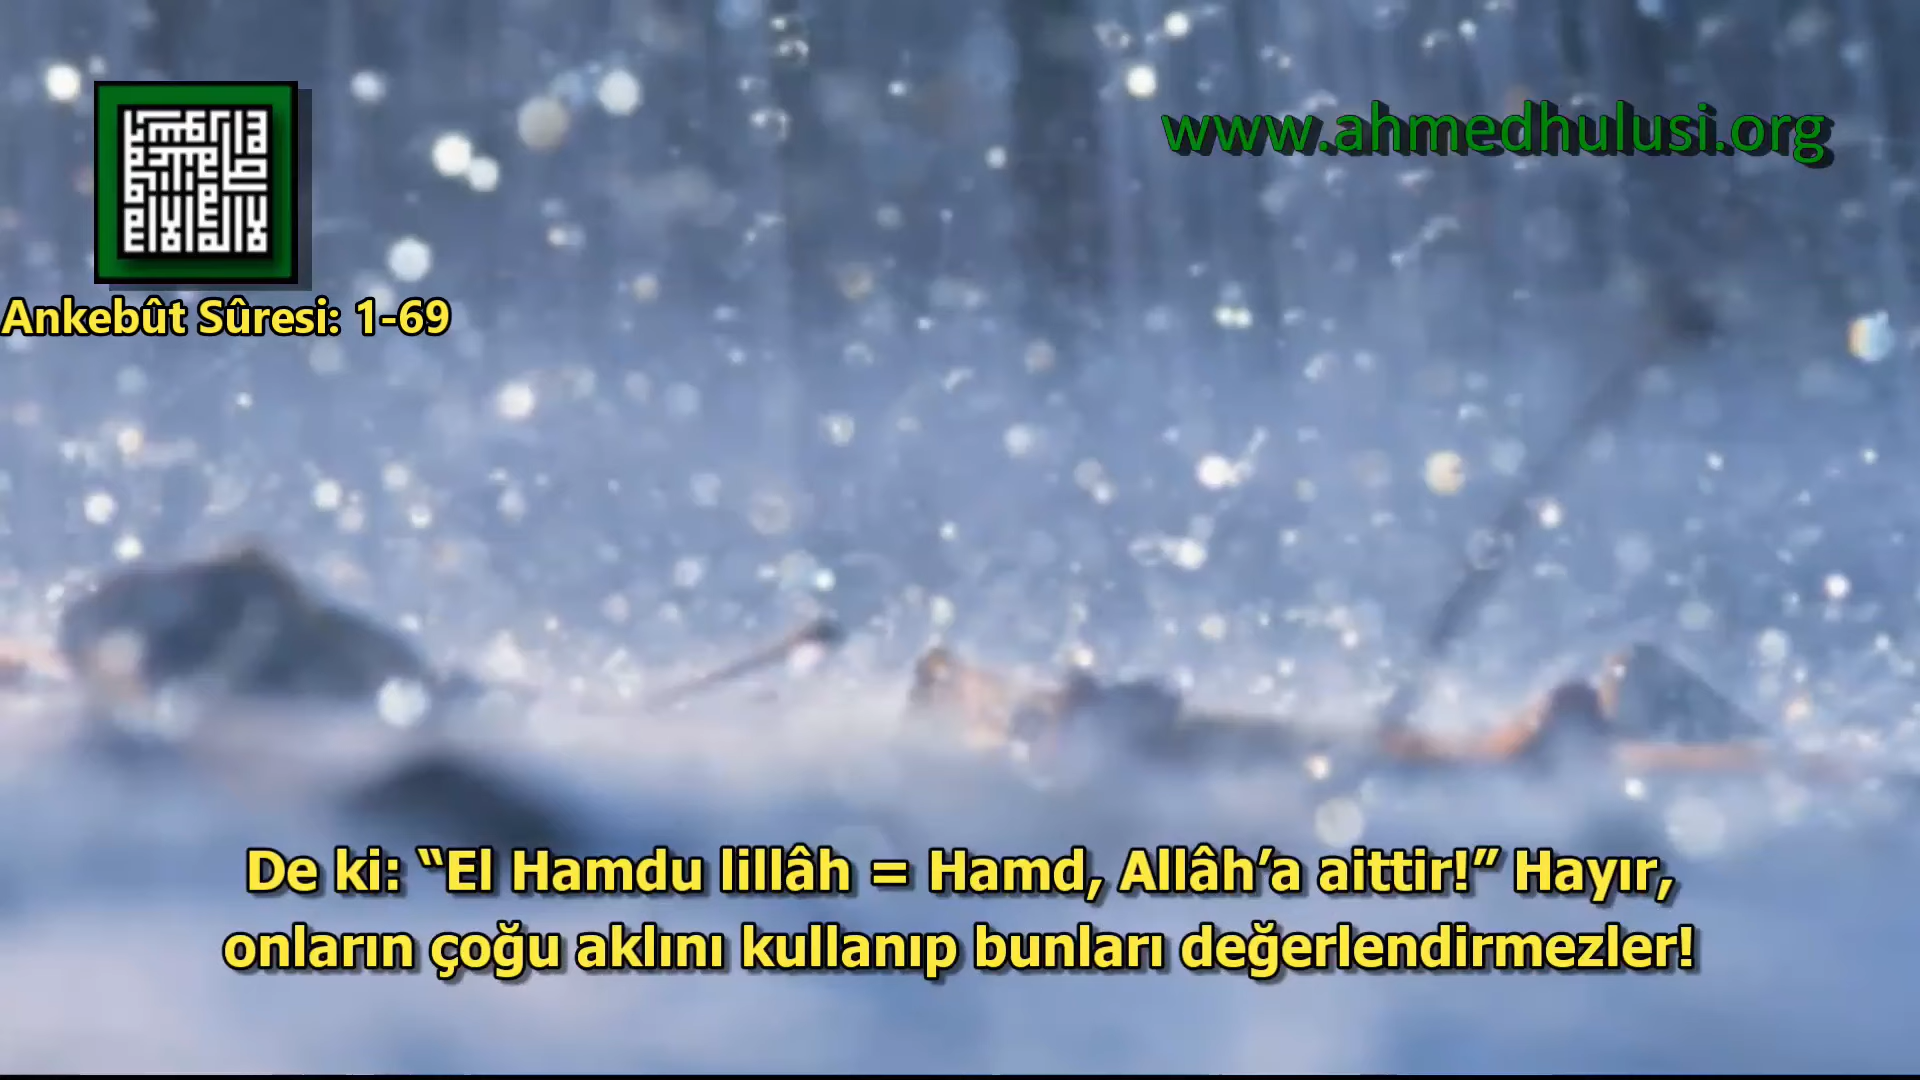 www.ahmedhulusi.org
Ankebût Sûresi: 1-69
De ki: “El Hamdu lillâh = Hamd, Allâh’a aittir!” Hayır,
onların çoğu aklını kullanıp bunları değerlendirmezler!